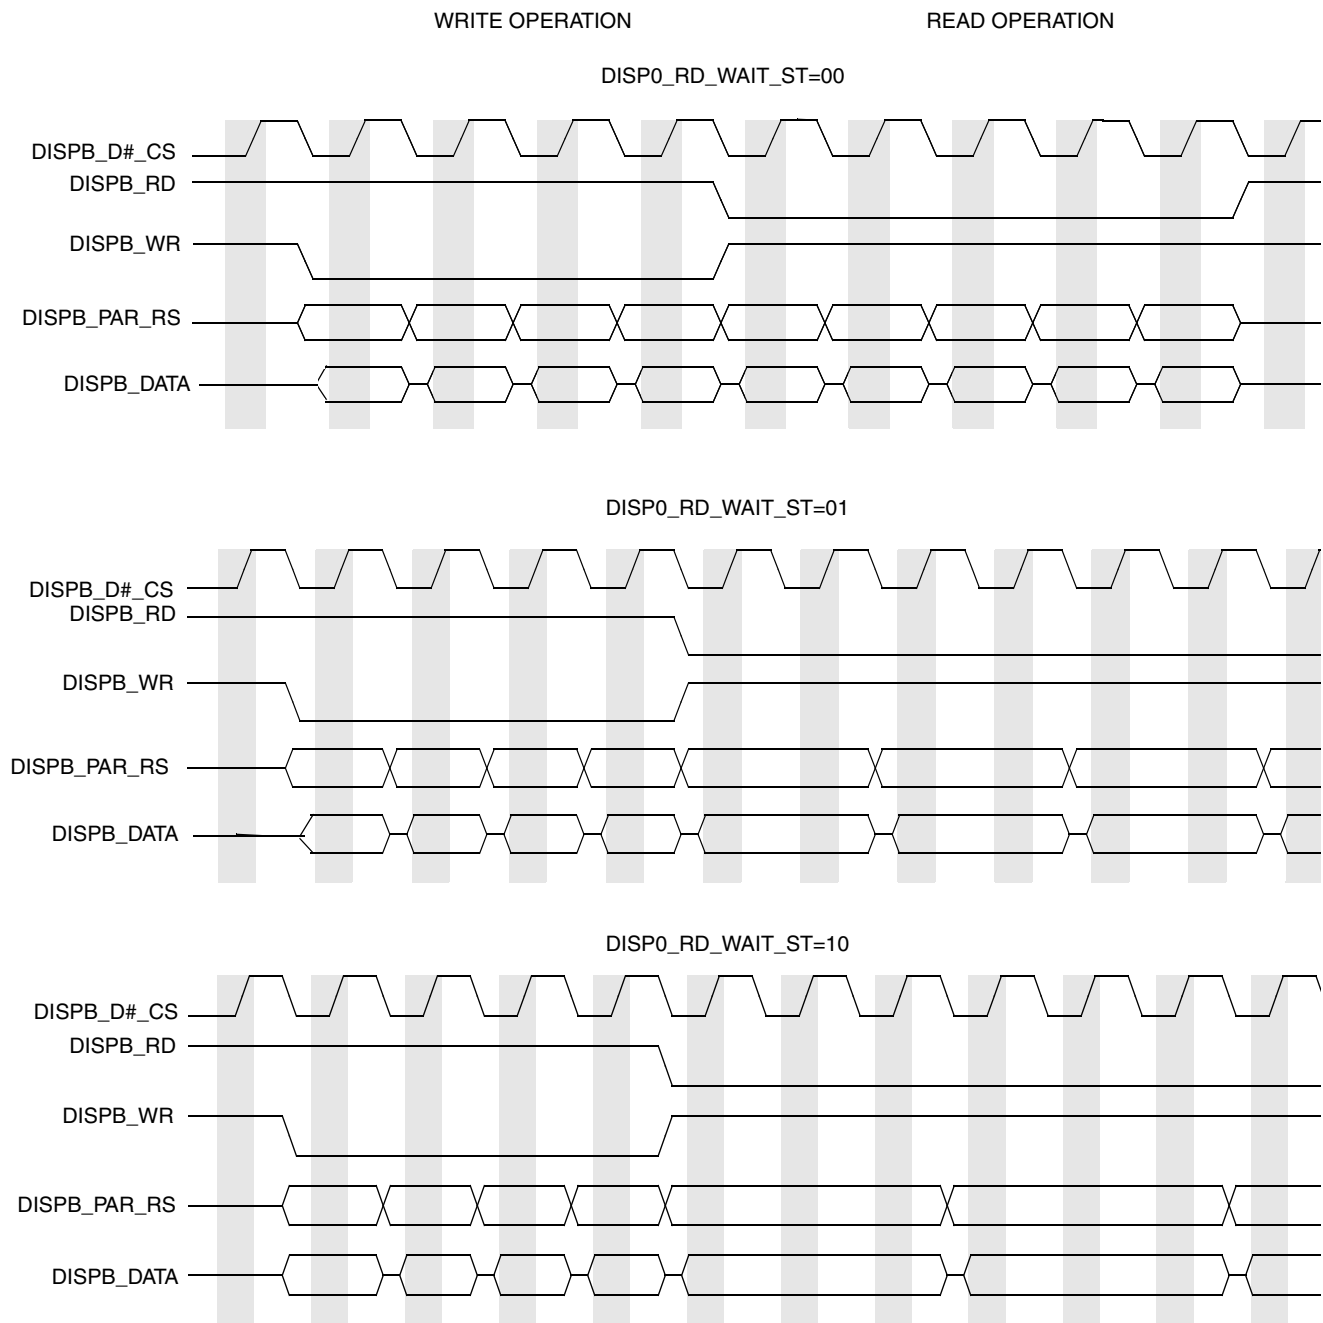 WRITE OPERATION READ OPERATION
DISP0_RD_WAIT_ST=00
DISPB_D#_CS
DISPB_RD
DISPB_WR
DISPB_PAR_RS
DISPB_DATA
DISP0_RD_WAIT_ST=01
DISPB_D#_CS
DISPB_RD
DISPB_WR
DISPB_PAR_RS
DISPB_DATA
DISP0_RD_WAIT_ST=10
DISPB_D#_CS
DISPB_RD
DISPB_WR
DISPB_PAR_RS
DISPB_DATA